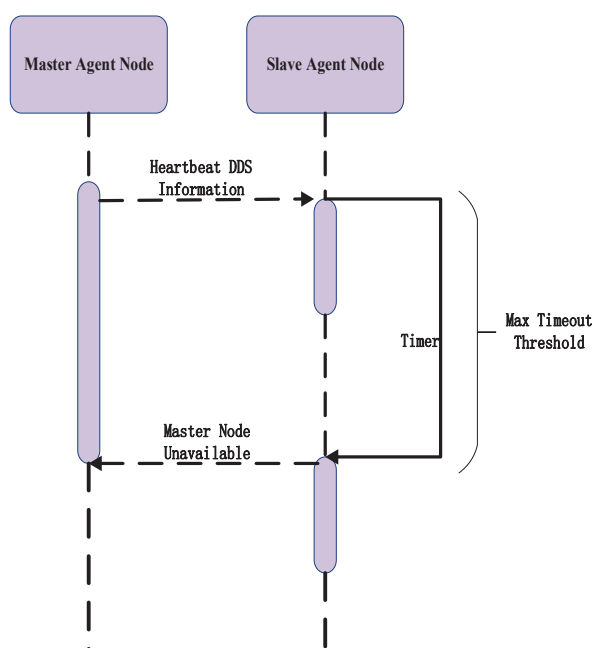 Master Agent Node
Slave Agent Node
Heartbeat DDS
Information
Timer
Max Timeout
Threshold
Master Node
Unavailable